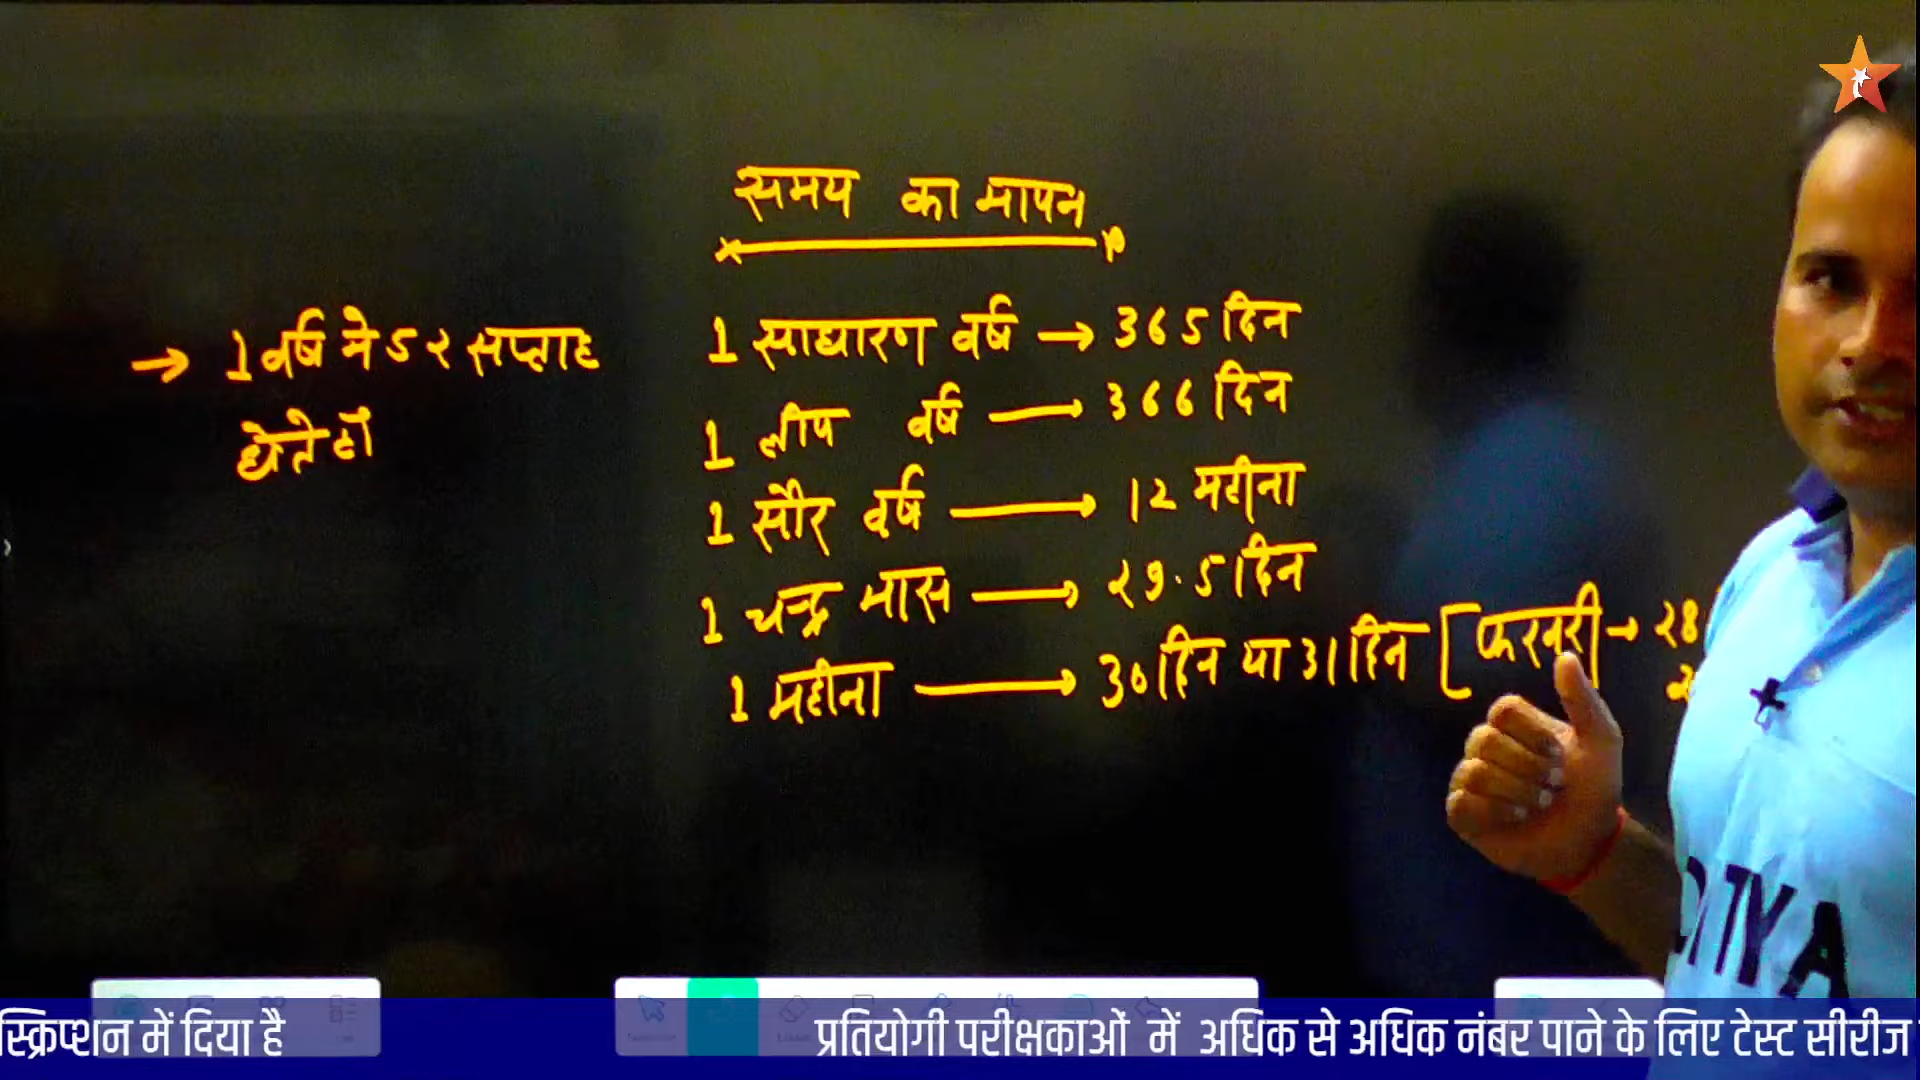 समय का मापन
→ 1 वर्ष मे 52 सप्ताह
होते हैं
1 साधारण वर्ष → 365 दिन
1 लीप वर्ष → 366 दिन
1 सौर वर्ष → 12 महीना
1 चन्द्र मास → 29.5 दिन
1 महीना → 30 दिन या 31 दिन [फरवरी → 28
DITYA
स्क्रिप्शन में दिया है प्रतियोगी परीक्षकाओं में अधिक से अधिक नंबर पाने के लिए टेस्ट सीरीज